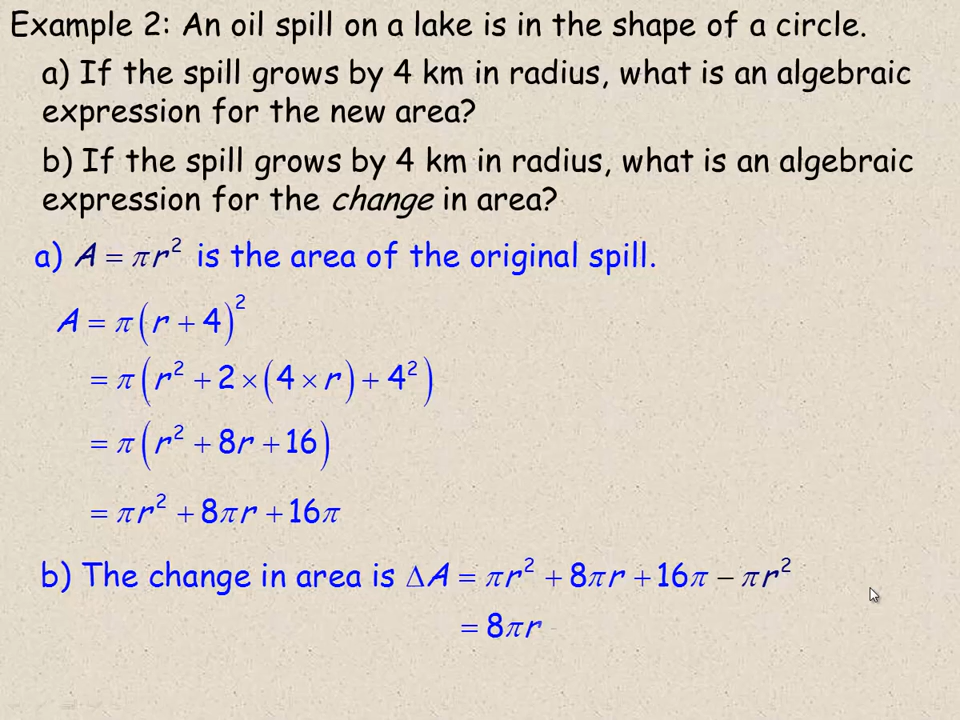 Example 2: An oil spill on a lake is in the shape of a circle.
a) If the spill grows by 4 km in radius, what is an algebraic
expression for the new area?
b) If the spill grows by 4 km in radius, what is an algebraic
expression for the change in area?
a) A = πr² is the area of the original spill.
A = π(r + 4)²
= π(r² + 2 × (4 × r) + 4²)
= π(r² + 8r + 16)
= πr² + 8πr + 16π
b) The change in area is ΔA = πr² + 8πr + 16π − πr²
= 8πr